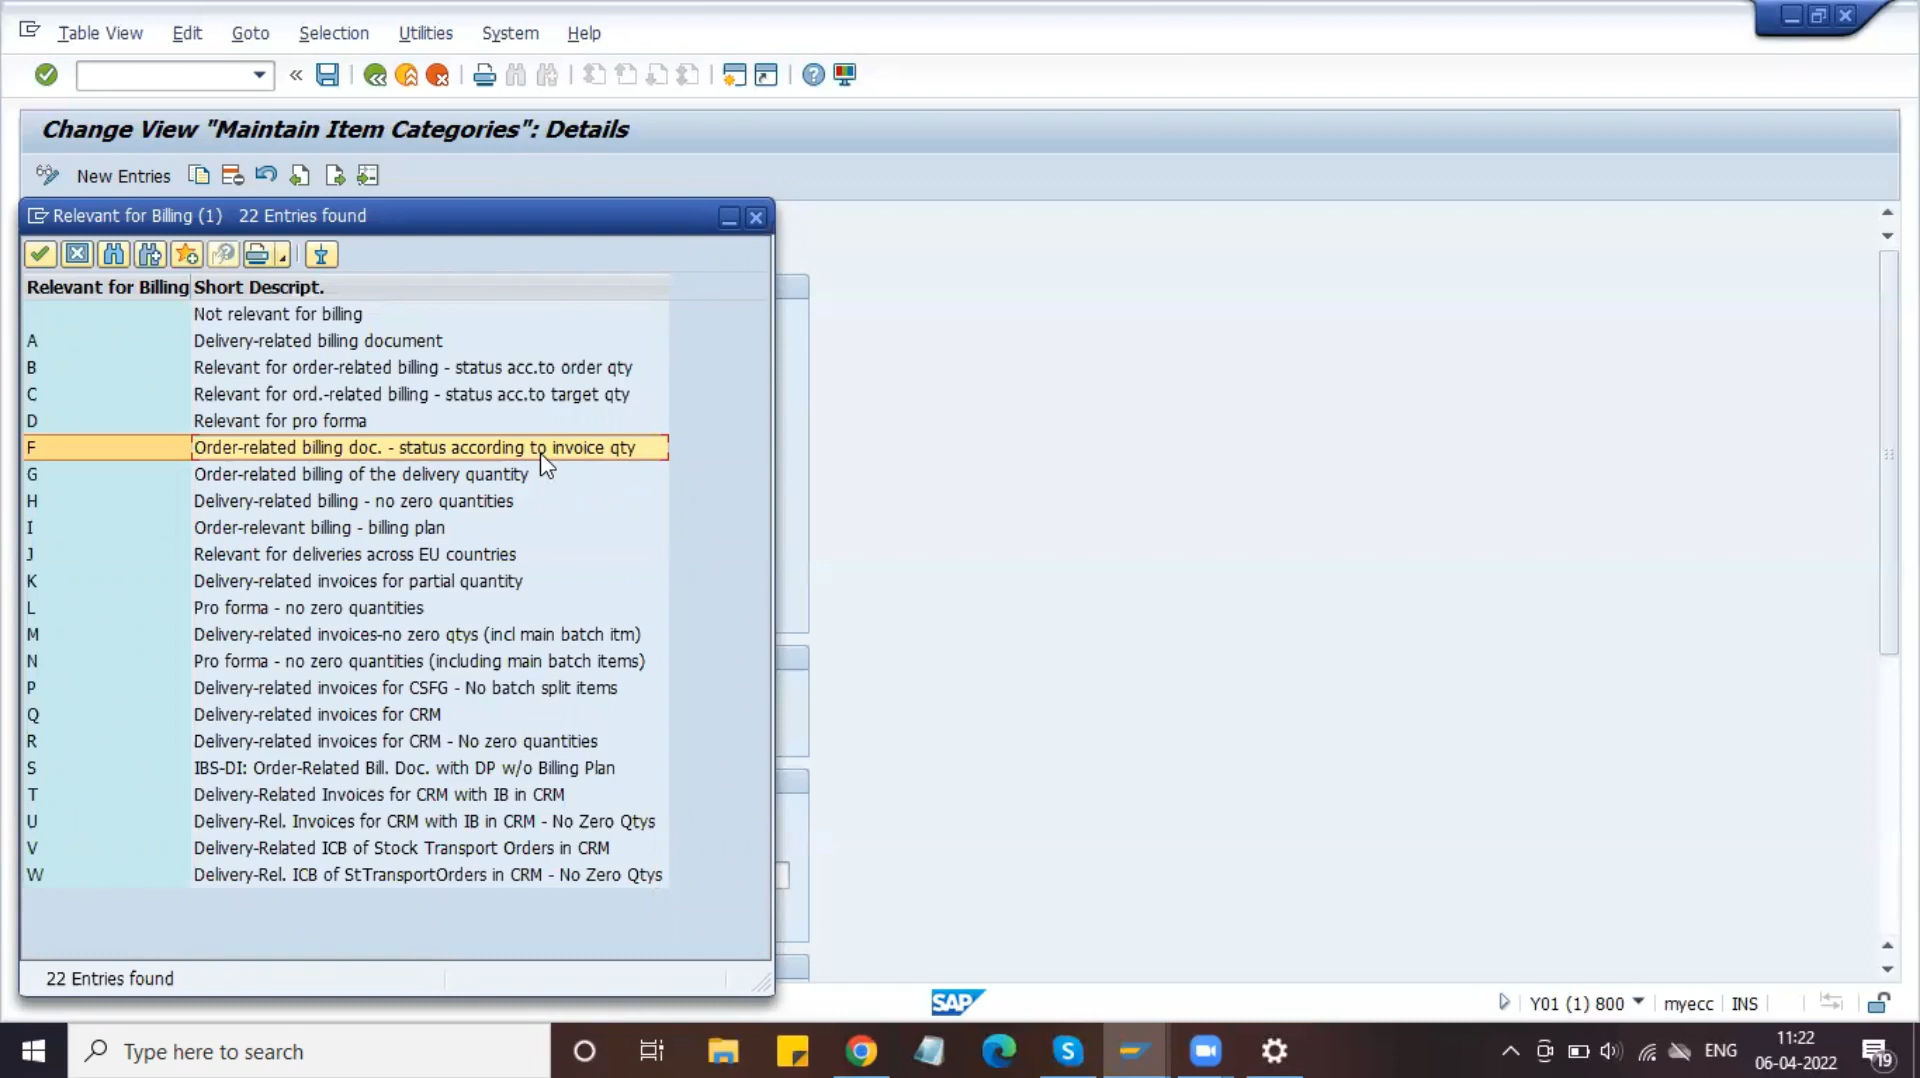 Table View Edit Goto Selection Utilities System Help
Change View "Maintain Item Categories": Details
New Entries
Relevant for Billing (1) 22 Entries found
Relevant for Billing Short Descript.
Not relevant for billing
A Delivery-related billing document
B Relevant for order-related billing - status acc.to order qty
C Relevant for ord.-related billing - status acc.to target qty
D Relevant for pro forma
F Order-related billing doc. - status according to invoice qty
G Order-related billing of the delivery quantity
H Delivery-related billing - no zero quantities
I Order-relevant billing - billing plan
J Relevant for deliveries across EU countries
K Delivery-related invoices for partial quantity
L Pro forma - no zero quantities
M Delivery-related invoices-no zero qtys (incl main batch itm)
N Pro forma - no zero quantities (including main batch items)
P Delivery-related invoices for CSFG - No batch split items
Q Delivery-related invoices for CRM
R Delivery-related invoices for CRM - No zero quantities
S IBS-DI: Order-Related Bill. Doc. with DP w/o Billing Plan
T Delivery-Related Invoices for CRM with IB in CRM
U Delivery-Rel. Invoices for CRM with IB in CRM - No Zero Qtys
V Delivery-Related ICB of Stock Transport Orders in CRM
W Delivery-Rel. ICB of StTransportOrders in CRM - No Zero Qtys
22 Entries found
SAP Y01 (1) 800 myecc INS
Type here to search
ENG
11:22
06-04-2022
19